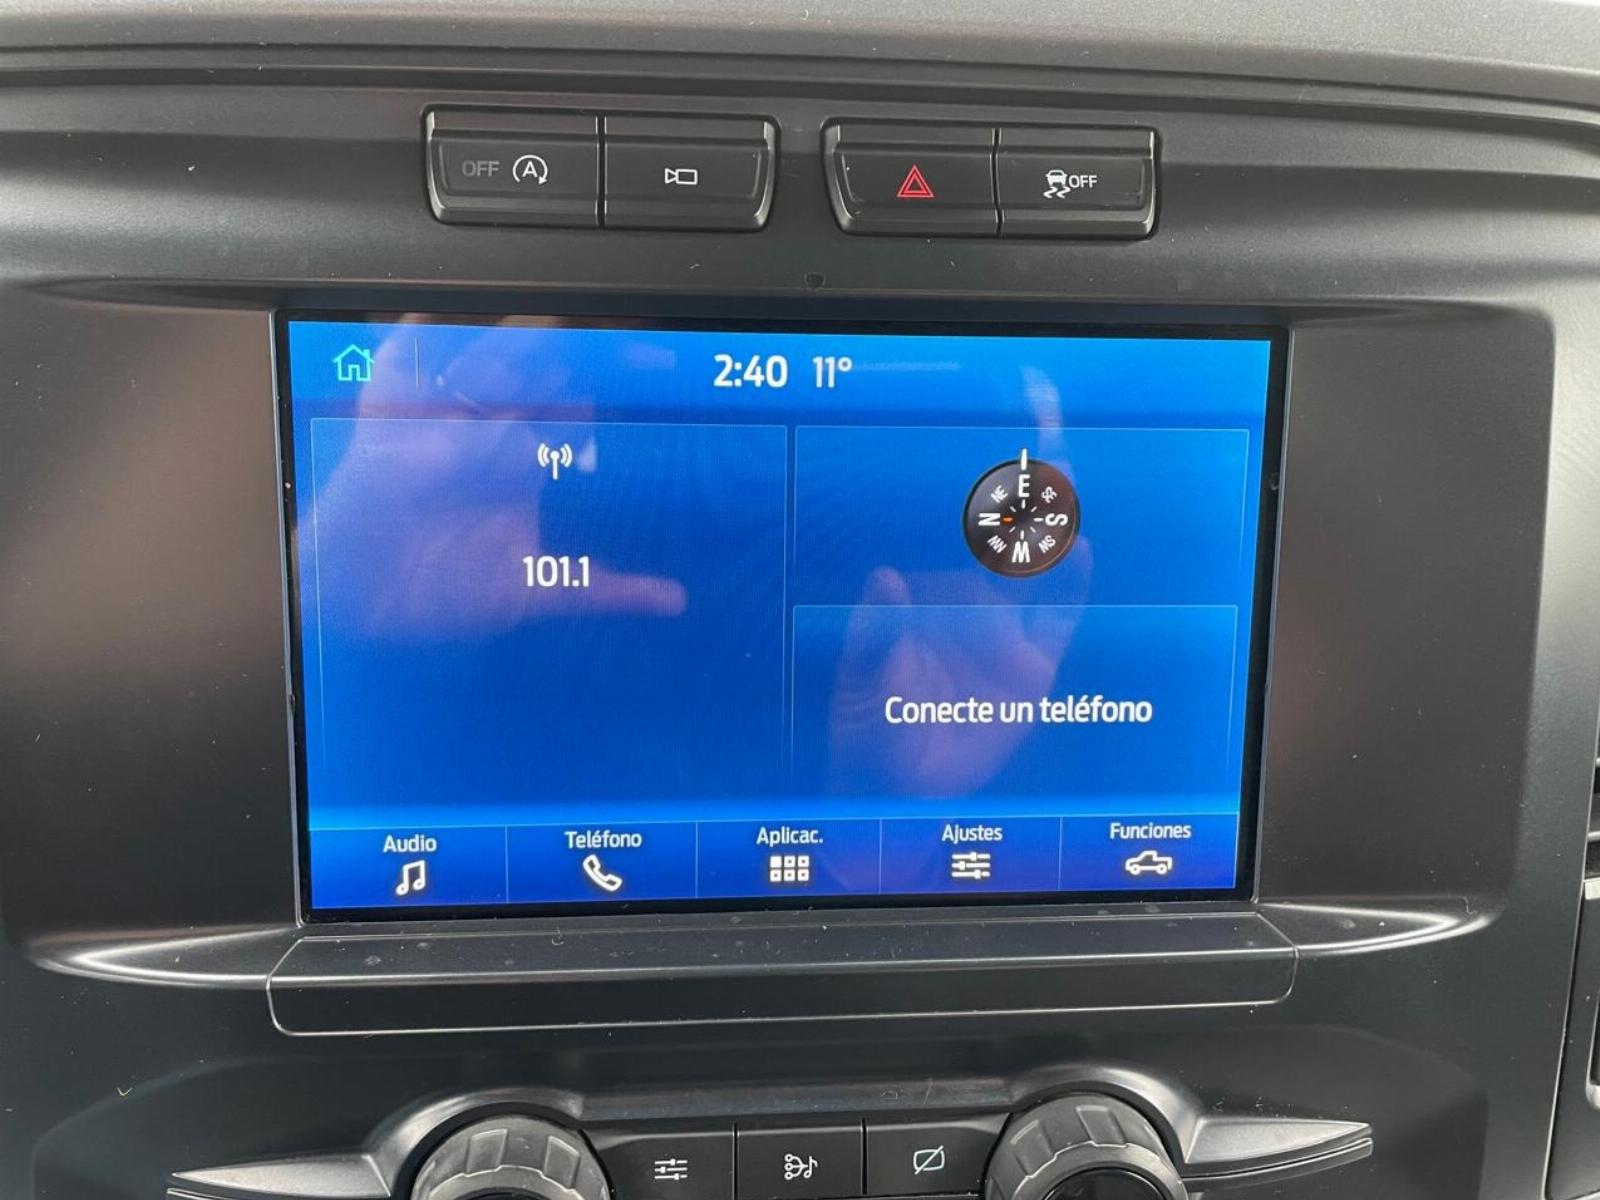 OFF A
OFF
2:40 11°
101.1
E
NE SE
N S
NW SW
W
Conecte un teléfono
Audio
Teléfono
Aplicac.
Ajustes
Funciones